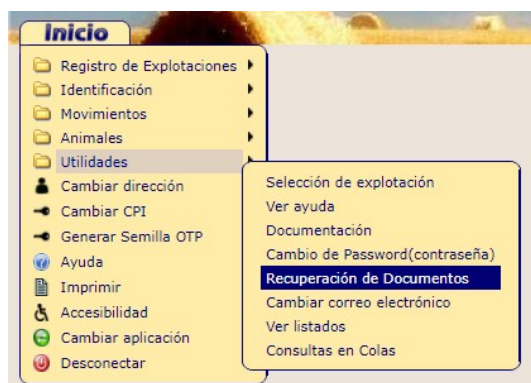 Inicio
Registro de Explotaciones
Identificación
Movimientos
Animales
Utilidades
Cambiar dirección
Cambiar CPI
Generar Semilla OTP
Ayuda
Imprimir
Accesibilidad
Cambiar aplicación
Desconectar
Selección de explotación
Ver ayuda
Documentación
Cambio de Password(contraseña)
Recuperación de Documentos
Cambiar correo electrónico
Ver listados
Consultas en Colas